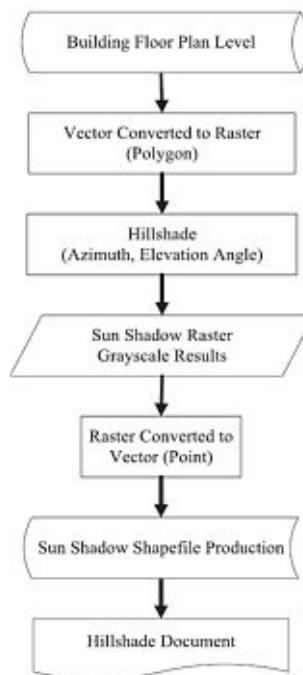 Building Floor Plan Level
Vector Converted to Raster
(Polygon)
Hillshade
(Azimuth, Elevation Angle)
Sun Shadow Raster
Grayscale Results
Raster Converted to
Vector (Point)
Sun Shadow Shapefile Production
Hillshade Document